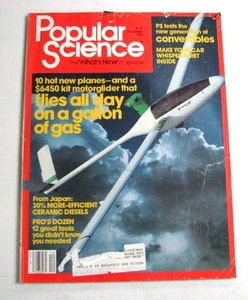 Popular
Science
The What's New magazine
PS tests the
new generation of
convertibles
MAKE YOUR CAR
WHISPER QUIET
INSIDE
10 hot new planes—and a
$6450 kit motorglider that
flies all day
on a gallon
of gas
From Japan:
30% MORE-EFFICIENT
CERAMIC DIESELS
PRO'S DOZEN
12 great tools
you didn't know
you needed